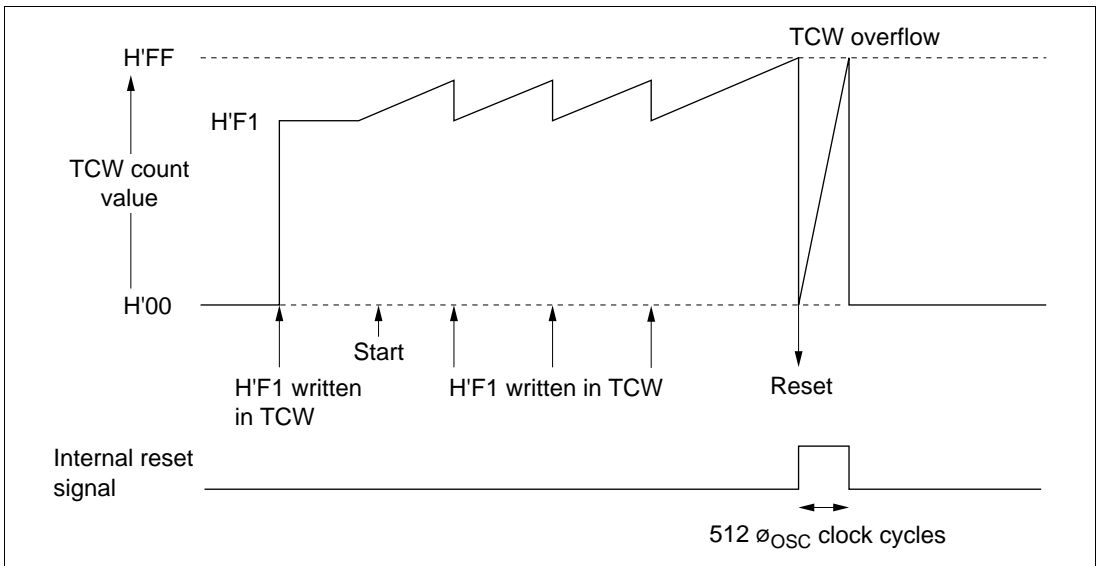 TCW overflow
H'FF
H'F1
TCW count
value
H'00
Start
H'F1 written
in TCW
H'F1 written in TCW
Reset
Internal reset
signal
512 øOSC clock cycles